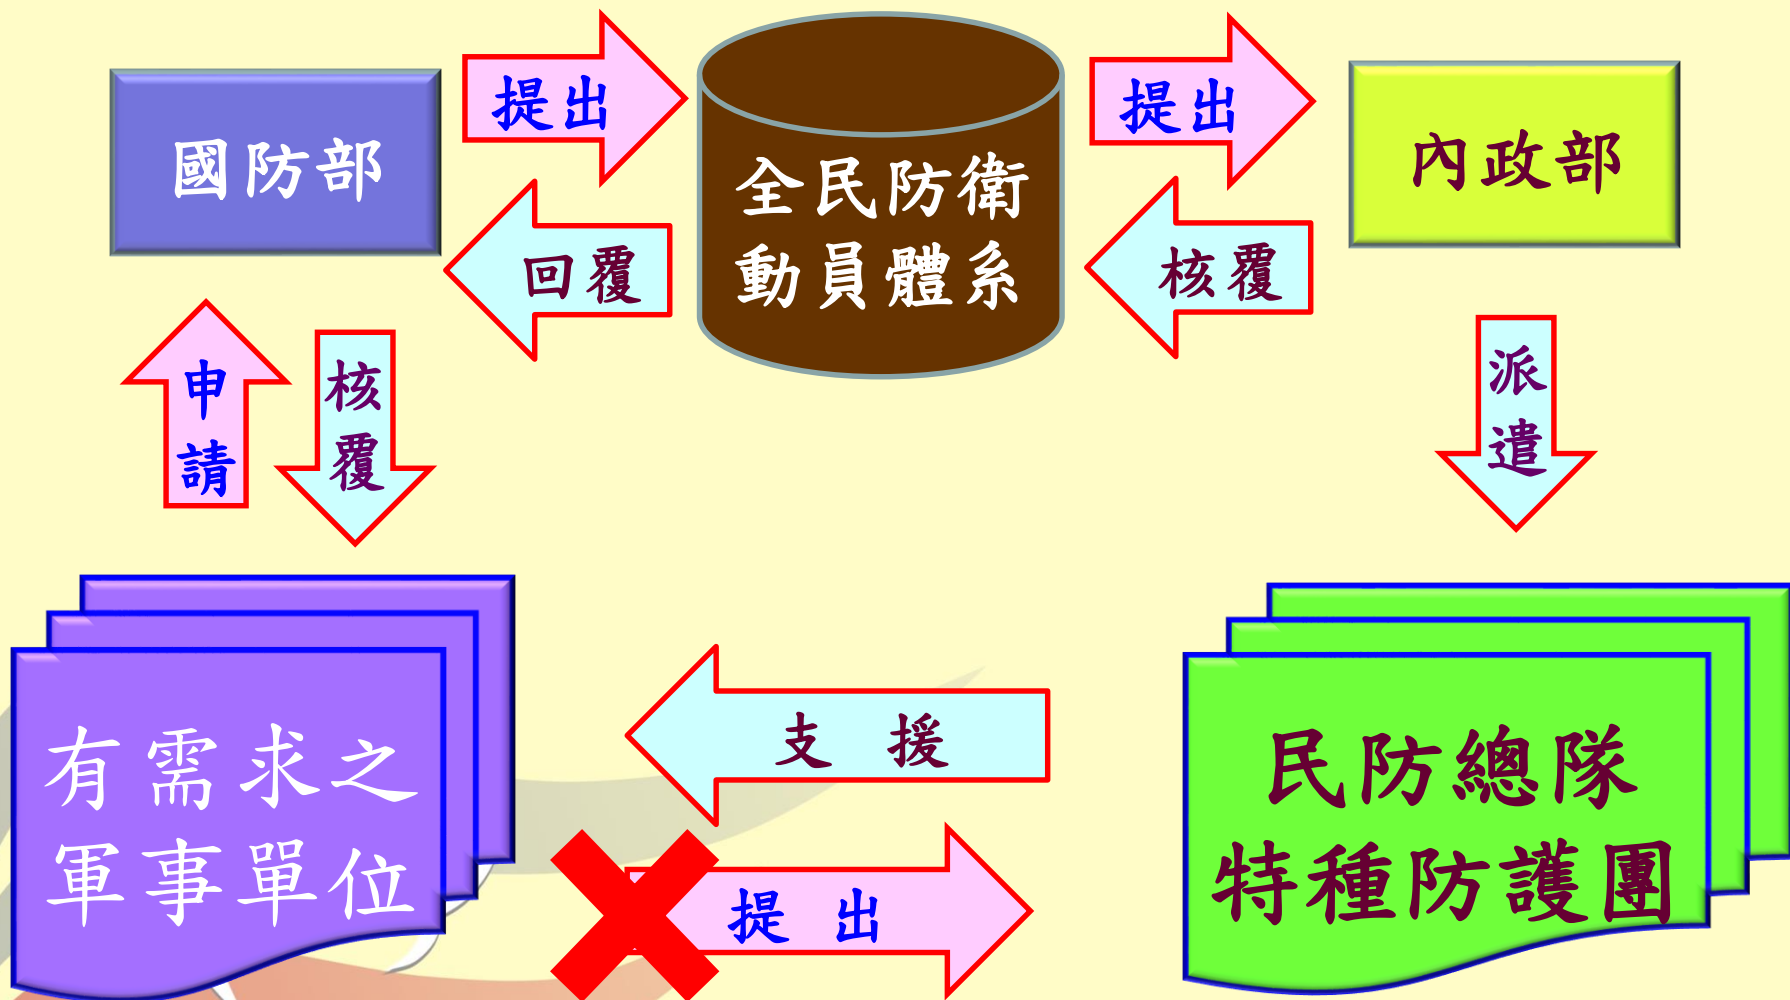 提出
提出
國防部
全民防衛
動員體系
內政部
回覆
核覆
申請
核覆
派遣
有需求之
軍事單位
支 援
提 出
民防總隊
特種防護團